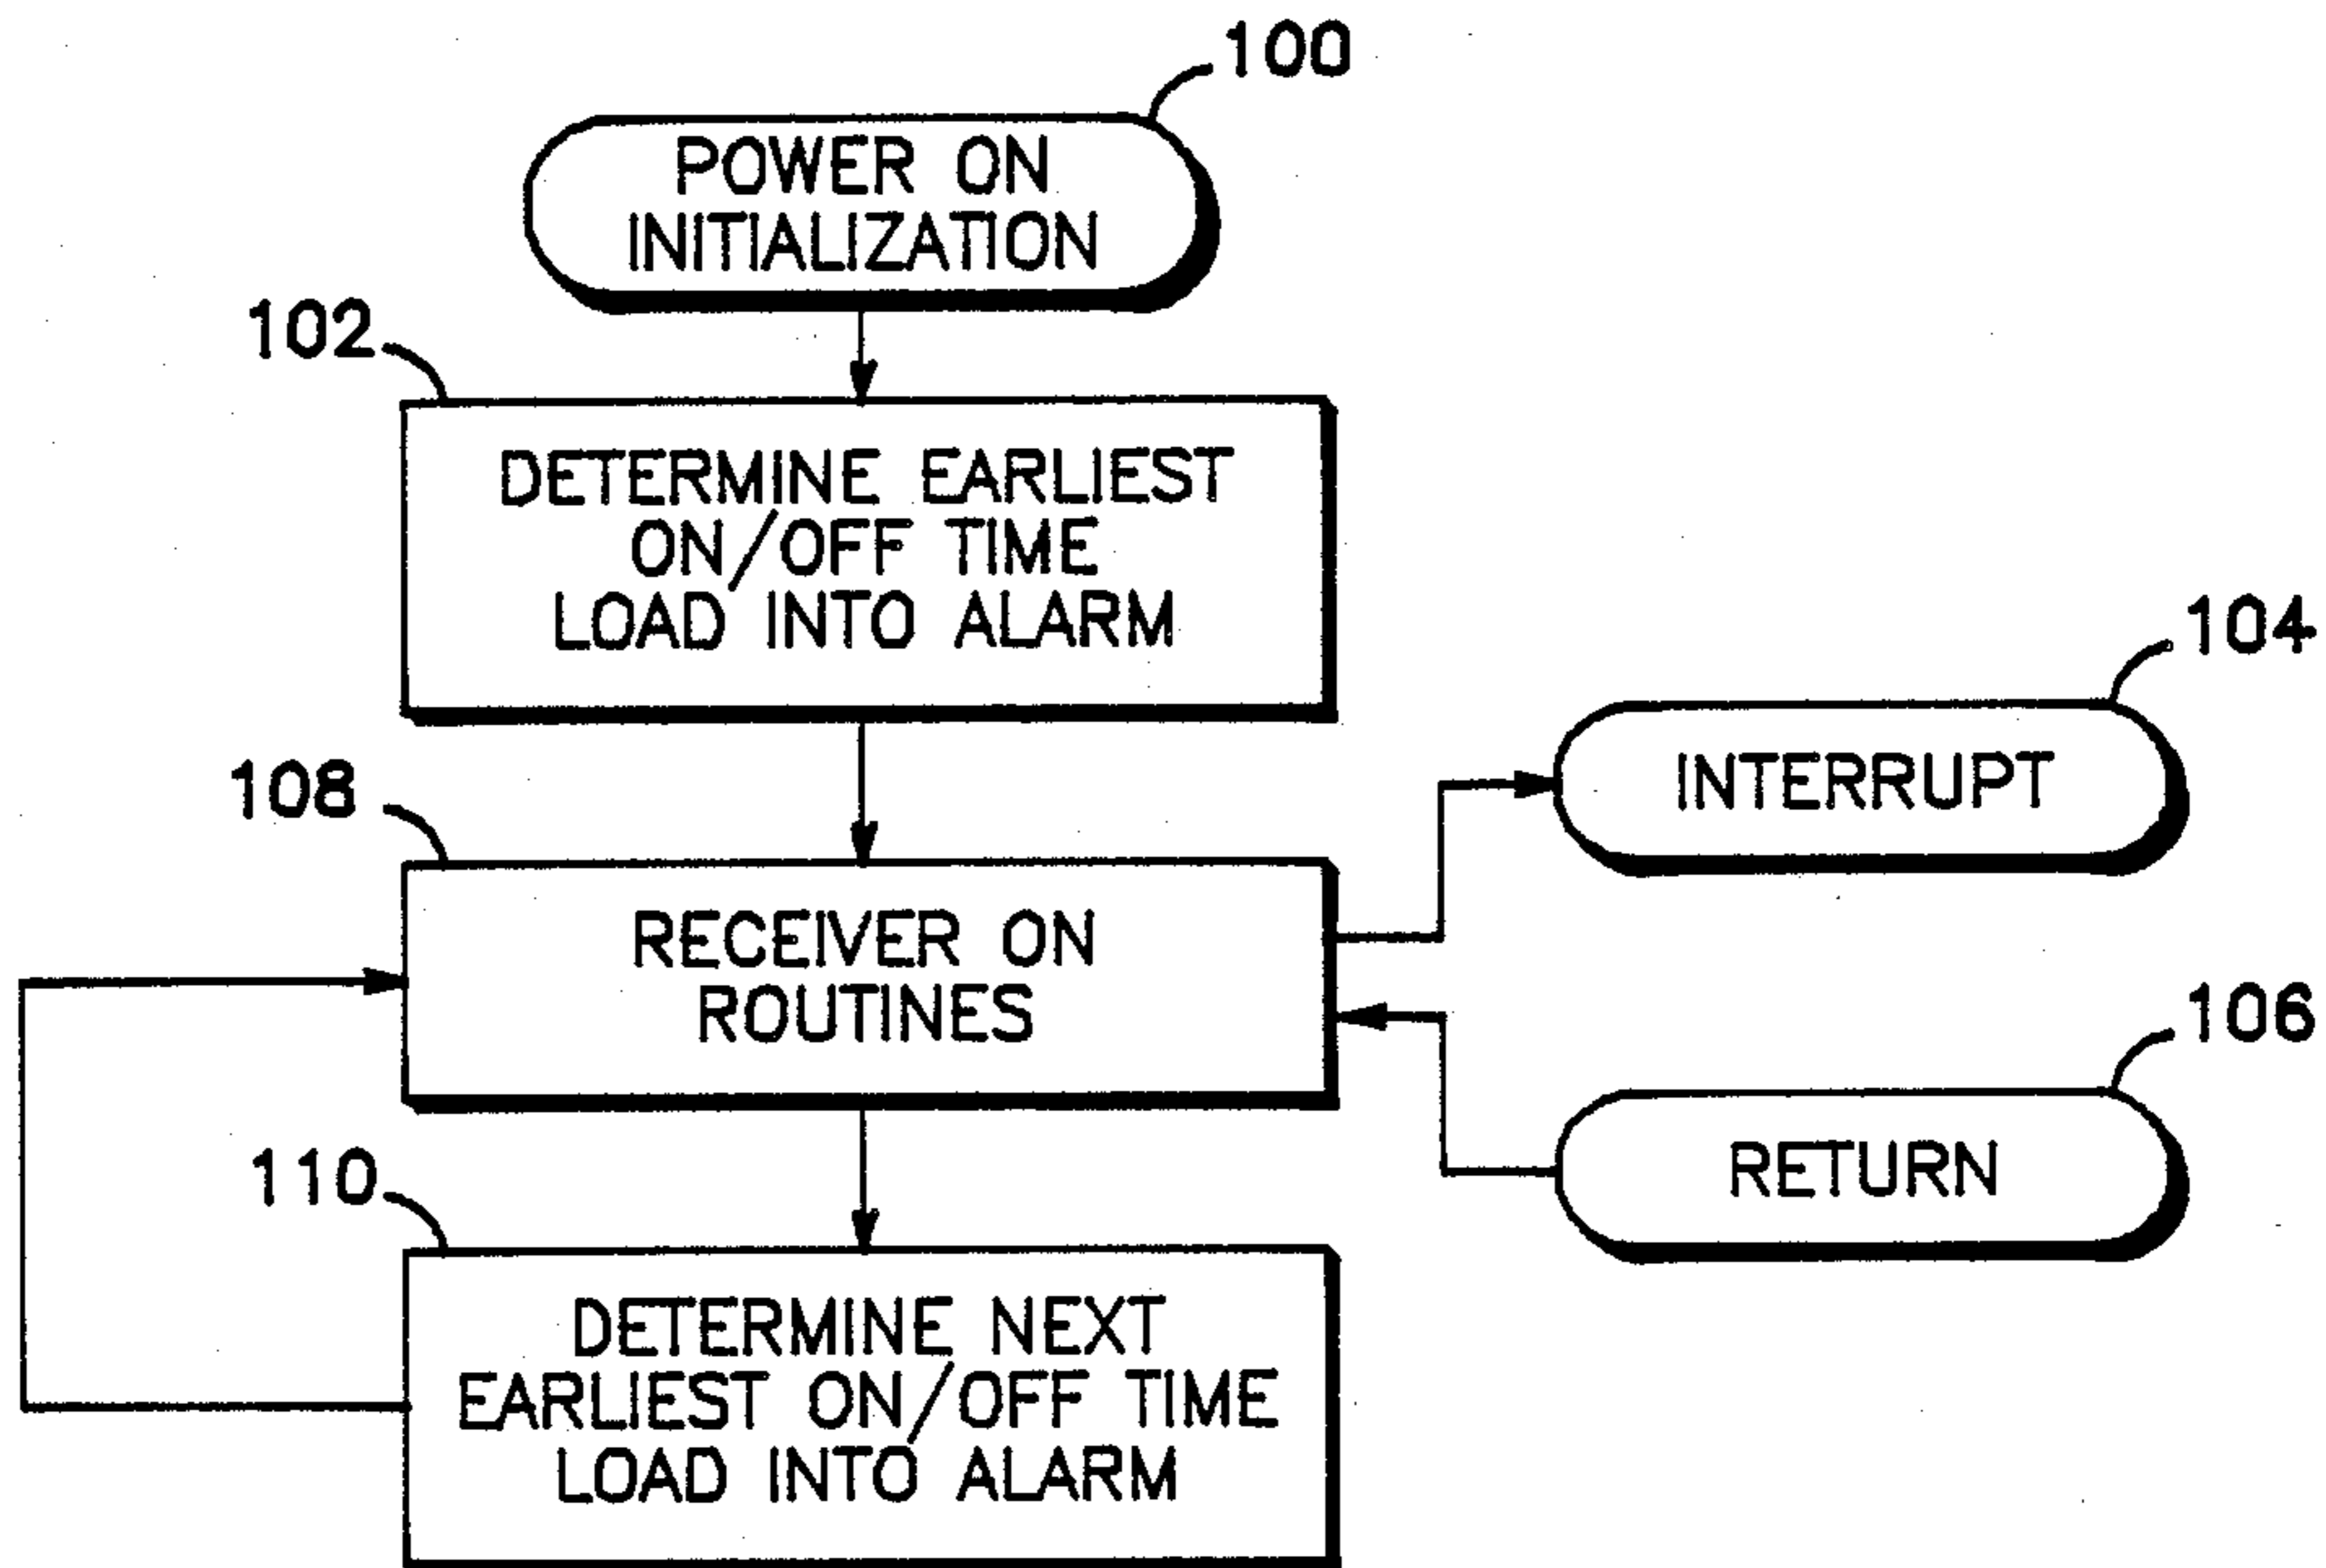 100
POWER ON
INITIALIZATION
102
DETERMINE EARLIEST
ON/OFF TIME
LOAD INTO ALARM
104
INTERRUPT
108
RECEIVER ON
ROUTINES
106
RETURN
110
DETERMINE NEXT
EARLIEST ON/OFF TIME
LOAD INTO ALARM